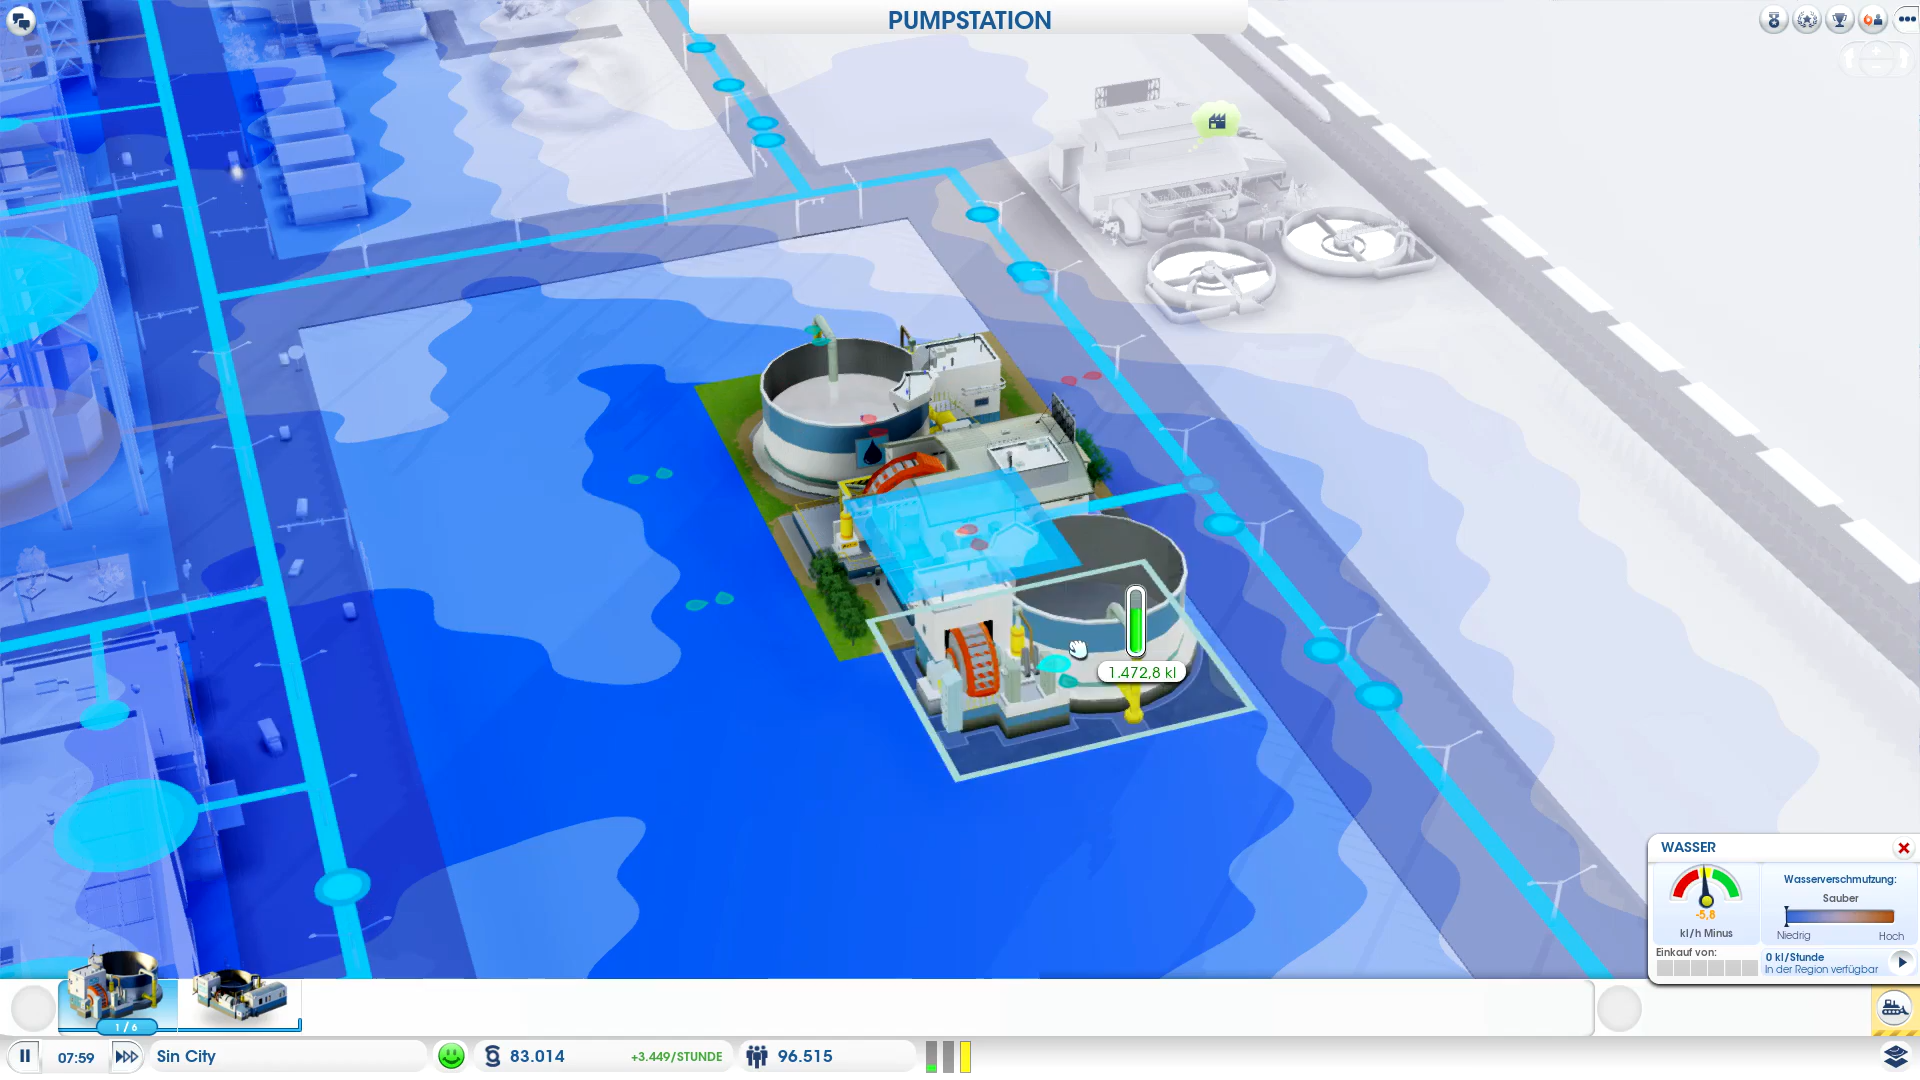 PUMPSTATION
1.472,8 kl
WASSER
-5,8
kl/h Minus
Wasserverschmutzung:
Sauber
Niedrig
Hoch
Einkauf von:
0 kl/Stunde
In der Region verfügbar
1 / 6
07:59
Sin City
83.014
+3.449/STUNDE
96.515